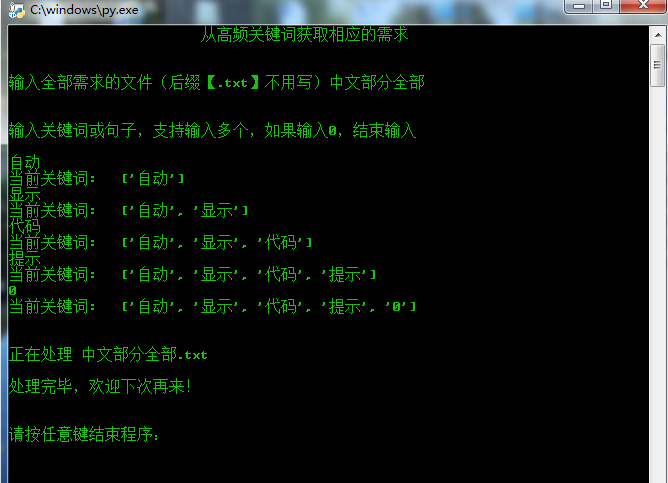 C:\windows\py.exe
从高频关键词获取相应的需求
输入全部需求的文件（后缀【.txt】不用写）中文部分全部
输入关键词或句子，支持输入多个，如果输入0，结束输入
自动
当前关键词： ['自动']
显示
当前关键词： ['自动', '显示']
代码
当前关键词： ['自动', '显示', '代码']
提示
当前关键词： ['自动', '显示', '代码', '提示']
0
当前关键词： ['自动', '显示', '代码', '提示', '0']
正在处理 中文部分全部.txt
处理完毕，欢迎下次再来！
请按任意键结束程序：